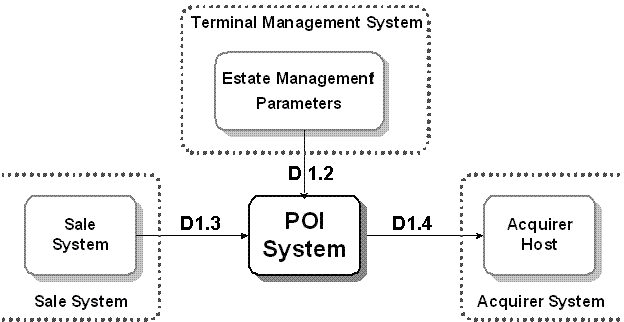 Terminal Management System
Estate Management
Parameters
D 1.2
Sale
System
D1.3
POI
System
D1.4
Acquirer
Host
Sale System
Acquirer System